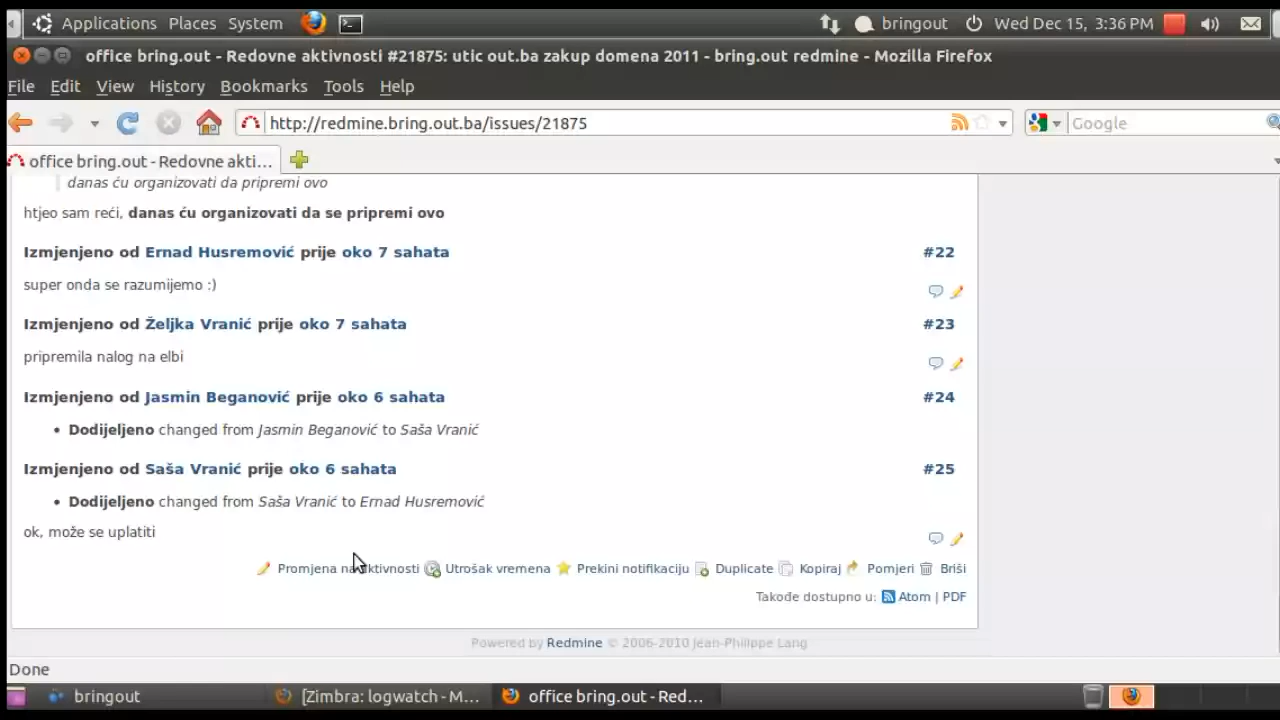 Applications Places System bringout Wed Dec 15, 3:36 PM
office bring.out - Redovne aktivnosti #21875: utic out.ba zakup domena 2011 - bring.out redmine - Mozilla Firefox
File Edit View History Bookmarks Tools Help
http://redmine.bring.out.ba/issues/21875 Google
office bring.out - Redovne akti...
danas ću organizovati da pripremi ovo
htjeo sam reći, danas ću organizovati da se pripremi ovo
Izmjenjeno od Ernad Husremović prije oko 7 sahata #22
super onda se razumijemo :)
Izmjenjeno od Željka Vranić prije oko 7 sahata #23
pripremila nalog na elbi
Izmjenjeno od Jasmin Beganović prije oko 6 sahata #24
• Dodijeljeno changed from Jasmin Beganović to Saša Vranić
Izmjenjeno od Saša Vranić prije oko 6 sahata #25
• Dodijeljeno changed from Saša Vranić to Ernad Husremović
ok, može se uplatiti
Promjena na aktivnosti Utrošak vremena Prekini notifikaciju Duplicate Kopiraj Pomjeri Briši
Takođe dostupno u: Atom | PDF
Powered by Redmine © 2006-2010 Jean-Philippe Lang
Done
bringout [Zimbra: logwatch - M... office bring.out - Red...